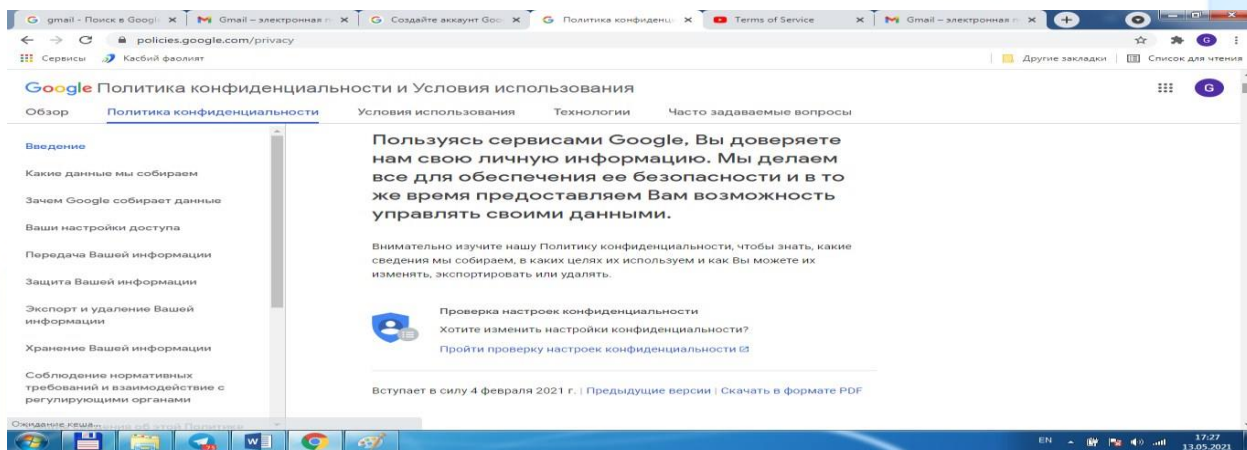 gmail - Поиск в Googl
Gmail – электронная п
Создайте аккаунт Goo
Политика конфиденц
Terms of Service
Gmail – электронная п
policies.google.com/privacy
G
Сервисы
Касбий фаолият
Другие закладки
Список для чтения
Google Политика конфиденциальности и Условия использования
G
Обзор Политика конфиденциальности Условия использования Технологии Часто задаваемые вопросы
Введение
Какие данные мы собираем
Зачем Google собирает данные
Ваши настройки доступа
Передача Вашей информации
Защита Вашей информации
Экспорт и удаление Вашей
информации
Хранение Вашей информации
Соблюдение нормативных
требований и взаимодействие с
регулирующими органами
Пользуясь сервисами Google, Вы доверяете
нам свою личную информацию. Мы делаем
все для обеспечения ее безопасности и в то
же время предоставляем Вам возможность
управлять своими данными.
Внимательно изучите нашу Политику конфиденциальности, чтобы знать, какие
сведения мы собираем, в каких целях их используем и как Вы можете их
изменять, экспортировать или удалять.
Проверка настроек конфиденциальности
Хотите изменить настройки конфиденциальности?
Пройти проверку настроек конфиденциальности
Вступает в силу 4 февраля 2021 г. | Предыдущие версии | Скачать в формате PDF
Ожидание кеша...
об этой Политике
EN
17:27
13.05.2021